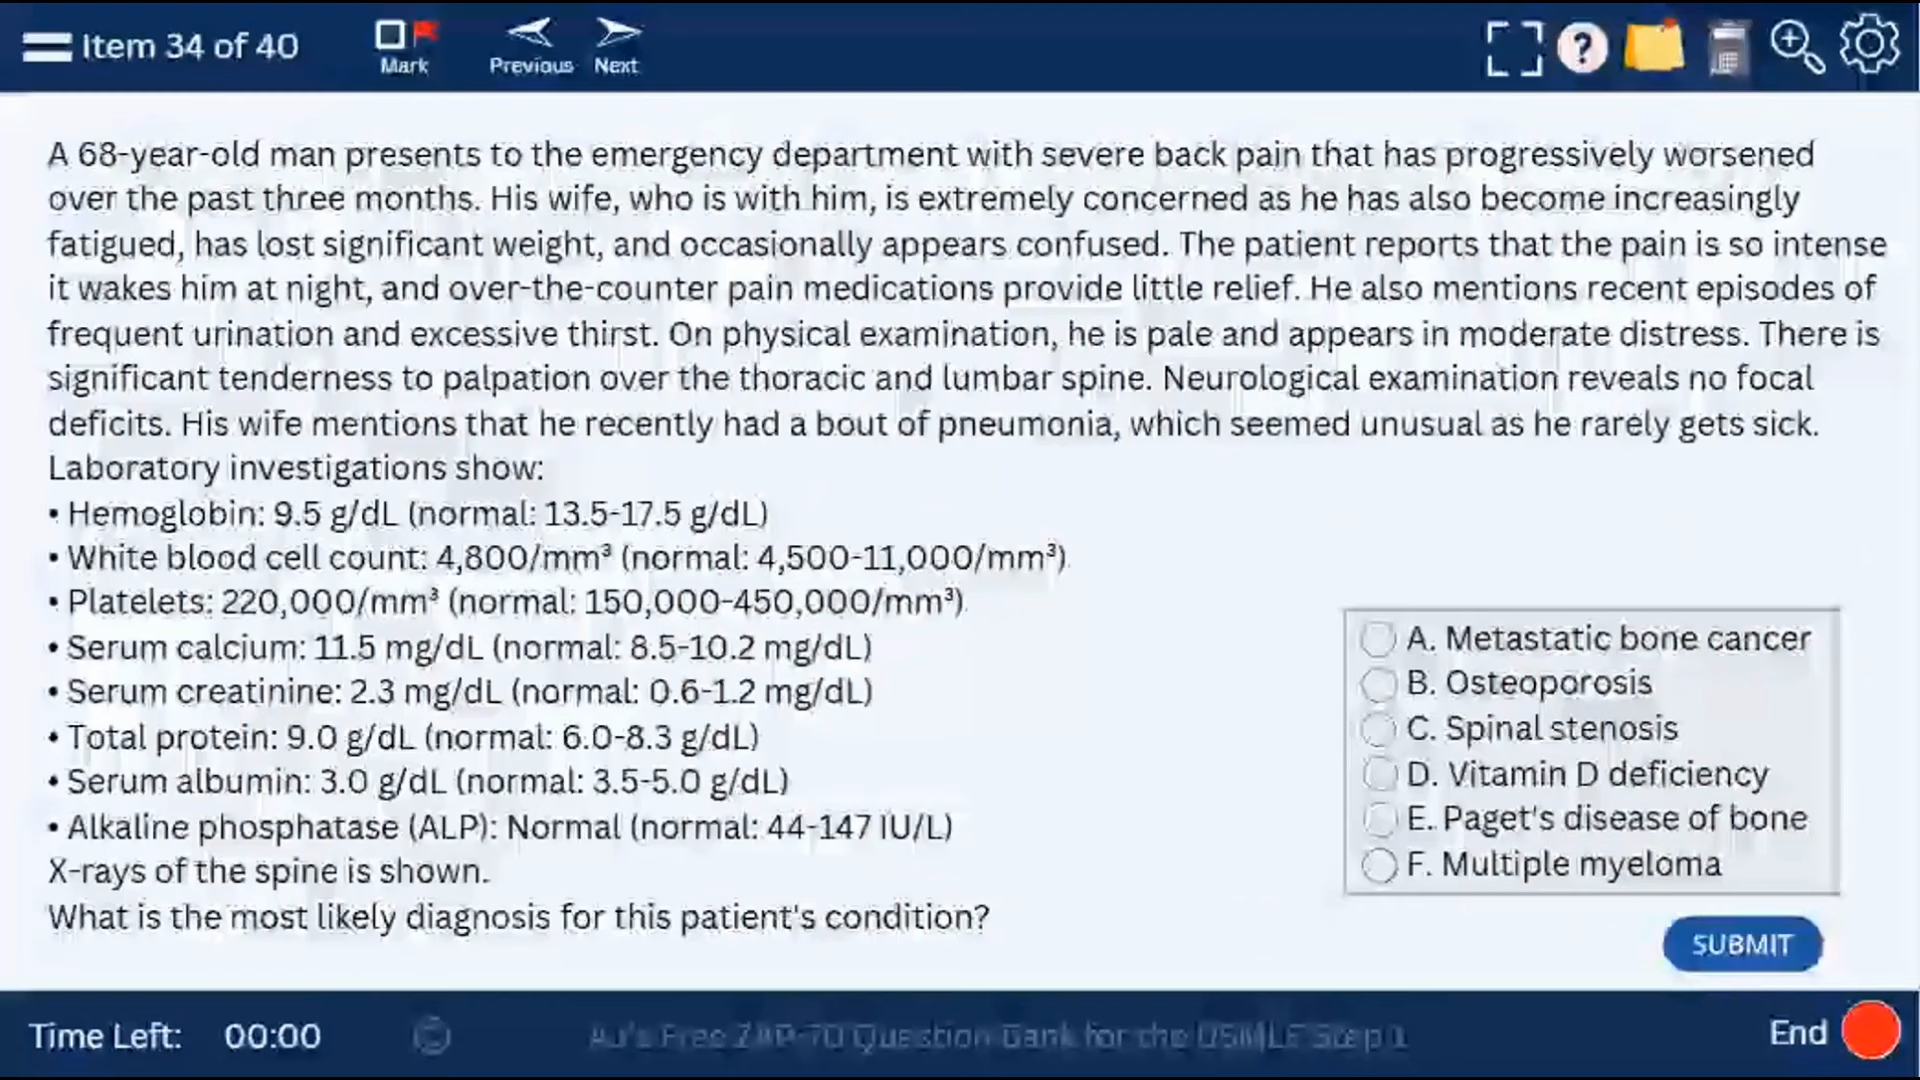 Item 34 of 40
Mark
Previous
Next
A 68-year-old man presents to the emergency department with severe back pain that has progressively worsened
over the past three months. His wife, who is with him, is extremely concerned as he has also become increasingly
fatigued, has lost significant weight, and occasionally appears confused. The patient reports that the pain is so intense
it wakes him at night, and over-the-counter pain medications provide little relief. He also mentions recent episodes of
frequent urination and excessive thirst. On physical examination, he is pale and appears in moderate distress. There is
significant tenderness to palpation over the thoracic and lumbar spine. Neurological examination reveals no focal
deficits. His wife mentions that he recently had a bout of pneumonia, which seemed unusual as he rarely gets sick.
Laboratory investigations show:
• Hemoglobin: 9.5 g/dL (normal: 13.5-17.5 g/dL)
• White blood cell count: 4,800/mm³ (normal: 4,500-11,000/mm³)
• Platelets: 220,000/mm³ (normal: 150,000-450,000/mm³)
• Serum calcium: 11.5 mg/dL (normal: 8.5-10.2 mg/dL)
• Serum creatinine: 2.3 mg/dL (normal: 0.6-1.2 mg/dL)
• Total protein: 9.0 g/dL (normal: 6.0-8.3 g/dL)
• Serum albumin: 3.0 g/dL (normal: 3.5-5.0 g/dL)
• Alkaline phosphatase (ALP): Normal (normal: 44-147 IU/L)
X-rays of the spine is shown.
What is the most likely diagnosis for this patient's condition?
A. Metastatic bone cancer
B. Osteoporosis
C. Spinal stenosis
D. Vitamin D deficiency
E. Paget's disease of bone
F. Multiple myeloma
SUBMIT
Time Left: 00:00
AJ's Free ZAP-70 Question Bank for the USMLE Step 1
End